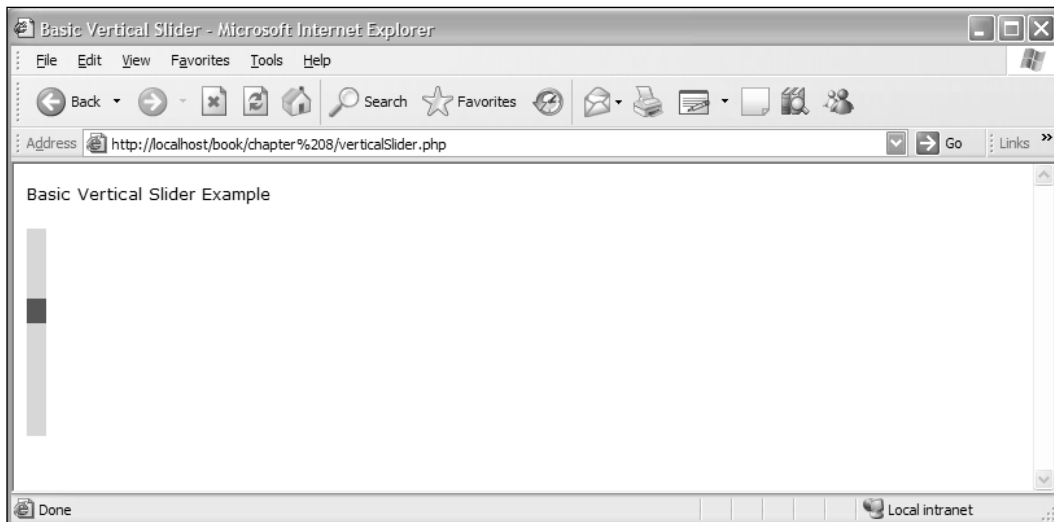 Basic Vertical Slider - Microsoft Internet Explorer
File Edit View Favorites Tools Help
Back Search Favorites
Address http://localhost/book/chapter%208/verticalSlider.php Go Links »
Basic Vertical Slider Example
Done Local intranet